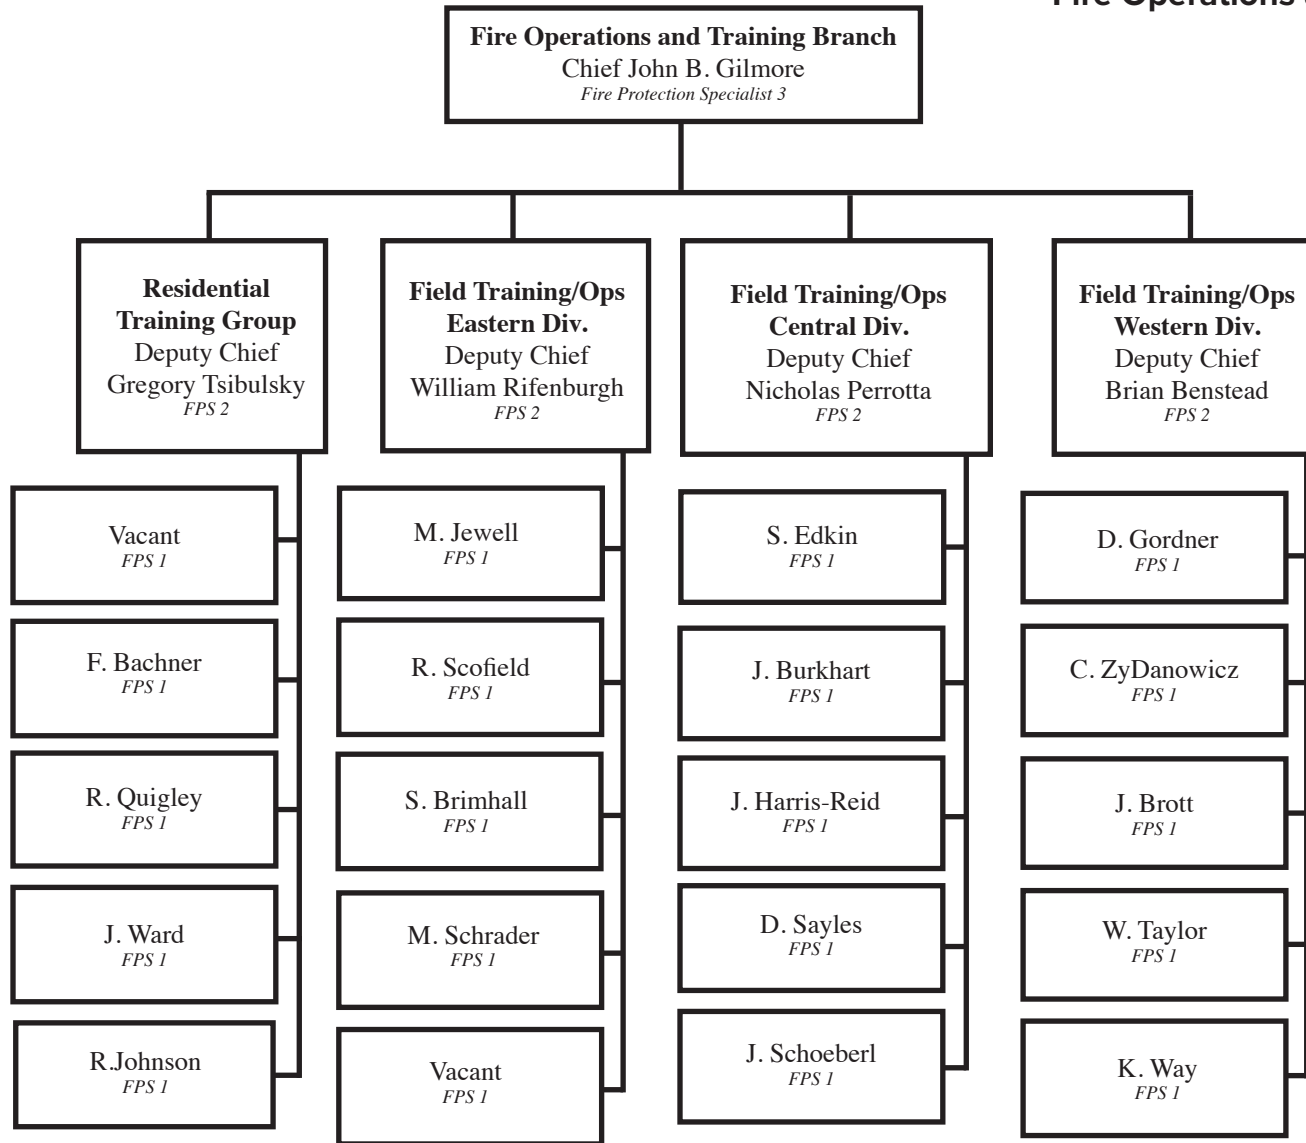 Fire Operations
Fire Operations and Training Branch
Chief John B. Gilmore
Fire Protection Specialist 3
Residential
Training Group
Deputy Chief
Gregory Tsibulsky
FPS 2
Vacant
FPS 1
F. Bachner
FPS 1
R. Quigley
FPS 1
J. Ward
FPS 1
R.Johnson
FPS 1
Field Training/Ops
Eastern Div.
Deputy Chief
William Rifenburgh
FPS 2
M. Jewell
FPS 1
R. Scofield
FPS 1
S. Brimhall
FPS 1
M. Schrader
FPS 1
Vacant
FPS 1
Field Training/Ops
Central Div.
Deputy Chief
Nicholas Perrotta
FPS 2
S. Edkin
FPS 1
J. Burkhart
FPS 1
J. Harris-Reid
FPS 1
D. Sayles
FPS 1
J. Schoeberl
FPS 1
Field Training/Ops
Western Div.
Deputy Chief
Brian Benstead
FPS 2
D. Gordner
FPS 1
C. ZyDanowicz
FPS 1
J. Brott
FPS 1
W. Taylor
FPS 1
K. Way
FPS 1